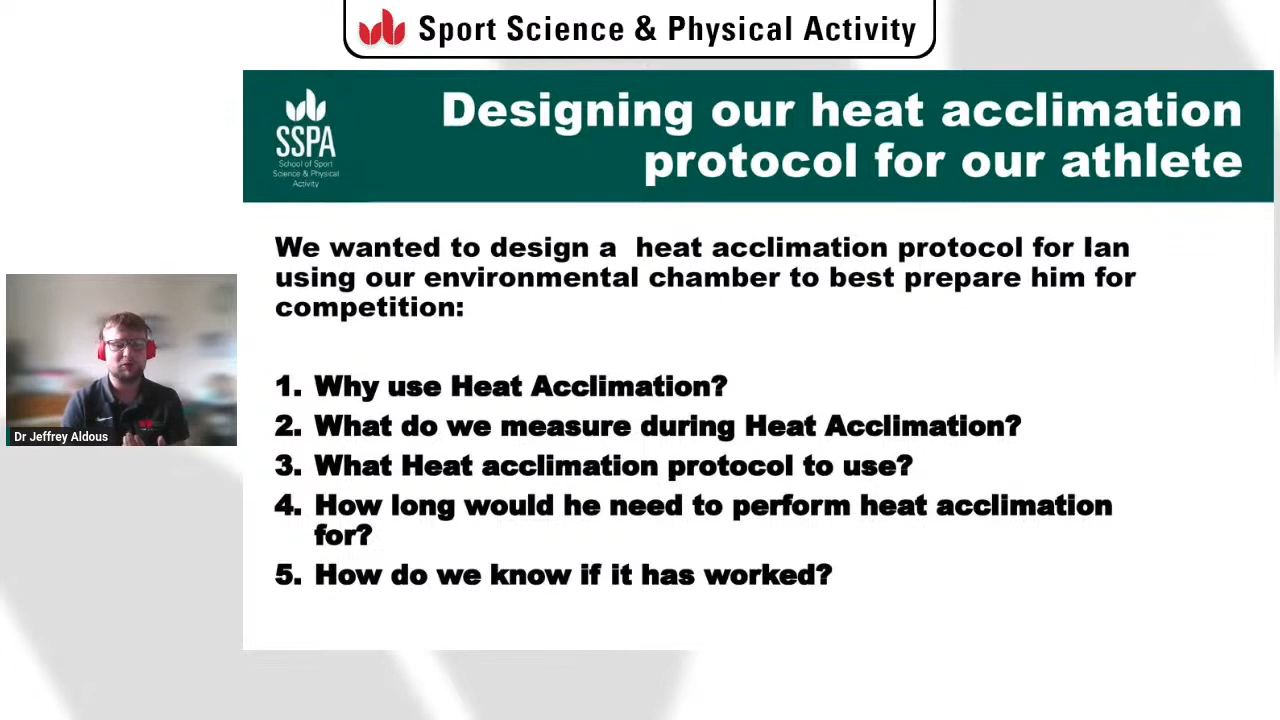 Sport Science & Physical Activity
SSPA
School of Sport
Science & Physical
Activity
Designing our heat acclimation
protocol for our athlete
We wanted to design a  heat acclimation protocol for Ian
using our environmental chamber to best prepare him for
competition:
1. Why use Heat Acclimation?
2. What do we measure during Heat Acclimation?
3. What Heat acclimation protocol to use?
4. How long would he need to perform heat acclimation
for?
5. How do we know if it has worked?
Dr Jeffrey Aldous